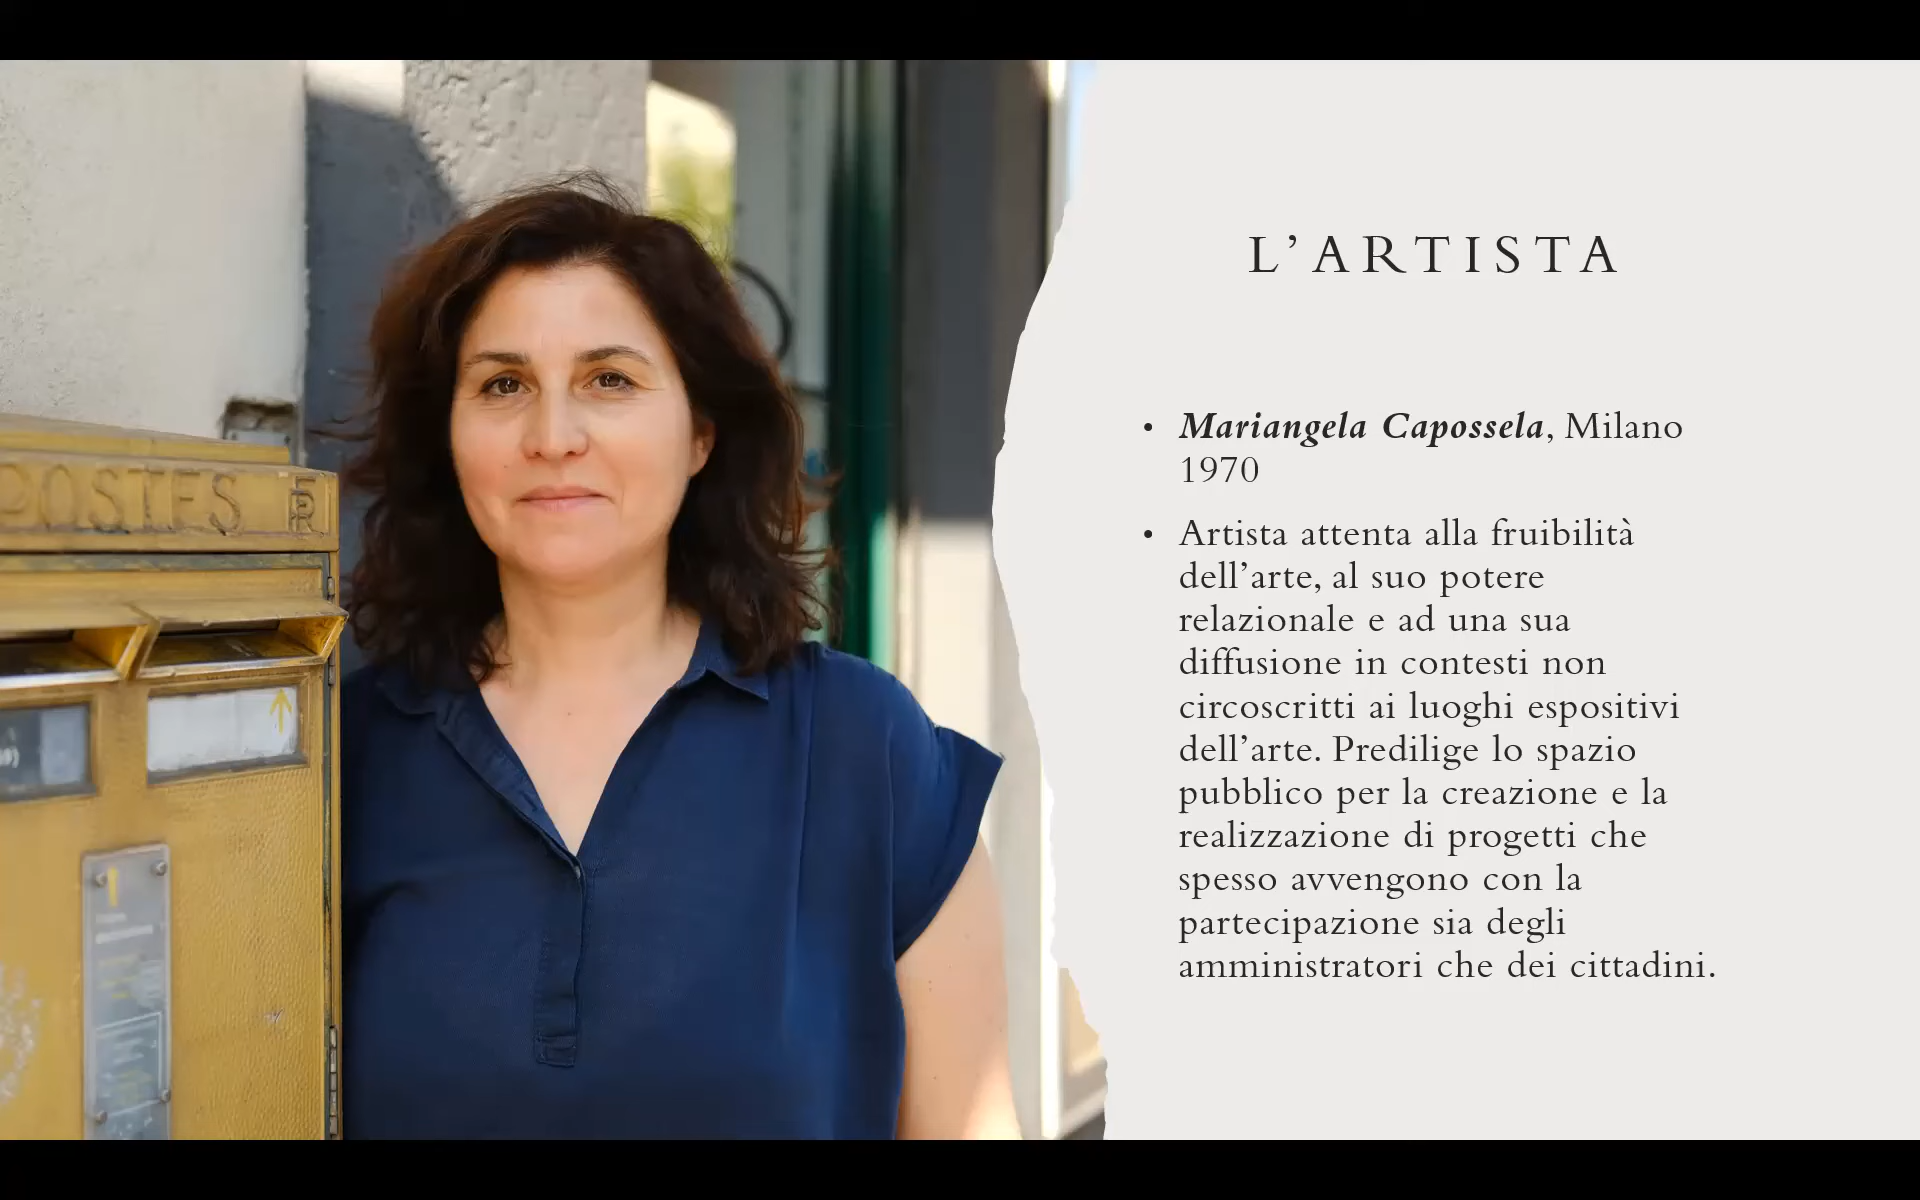 POSTES
L'ARTISTA
• Mariangela Capossela, Milano
1970
• Artista attenta alla fruibilità
dell’arte, al suo potere
relazionale e ad una sua
diffusione in contesti non
circoscritti ai luoghi espositivi
dell’arte. Predilige lo spazio
pubblico per la creazione e la
realizzazione di progetti che
spesso avvengono con la
partecipazione sia degli
amministratori che dei cittadini.